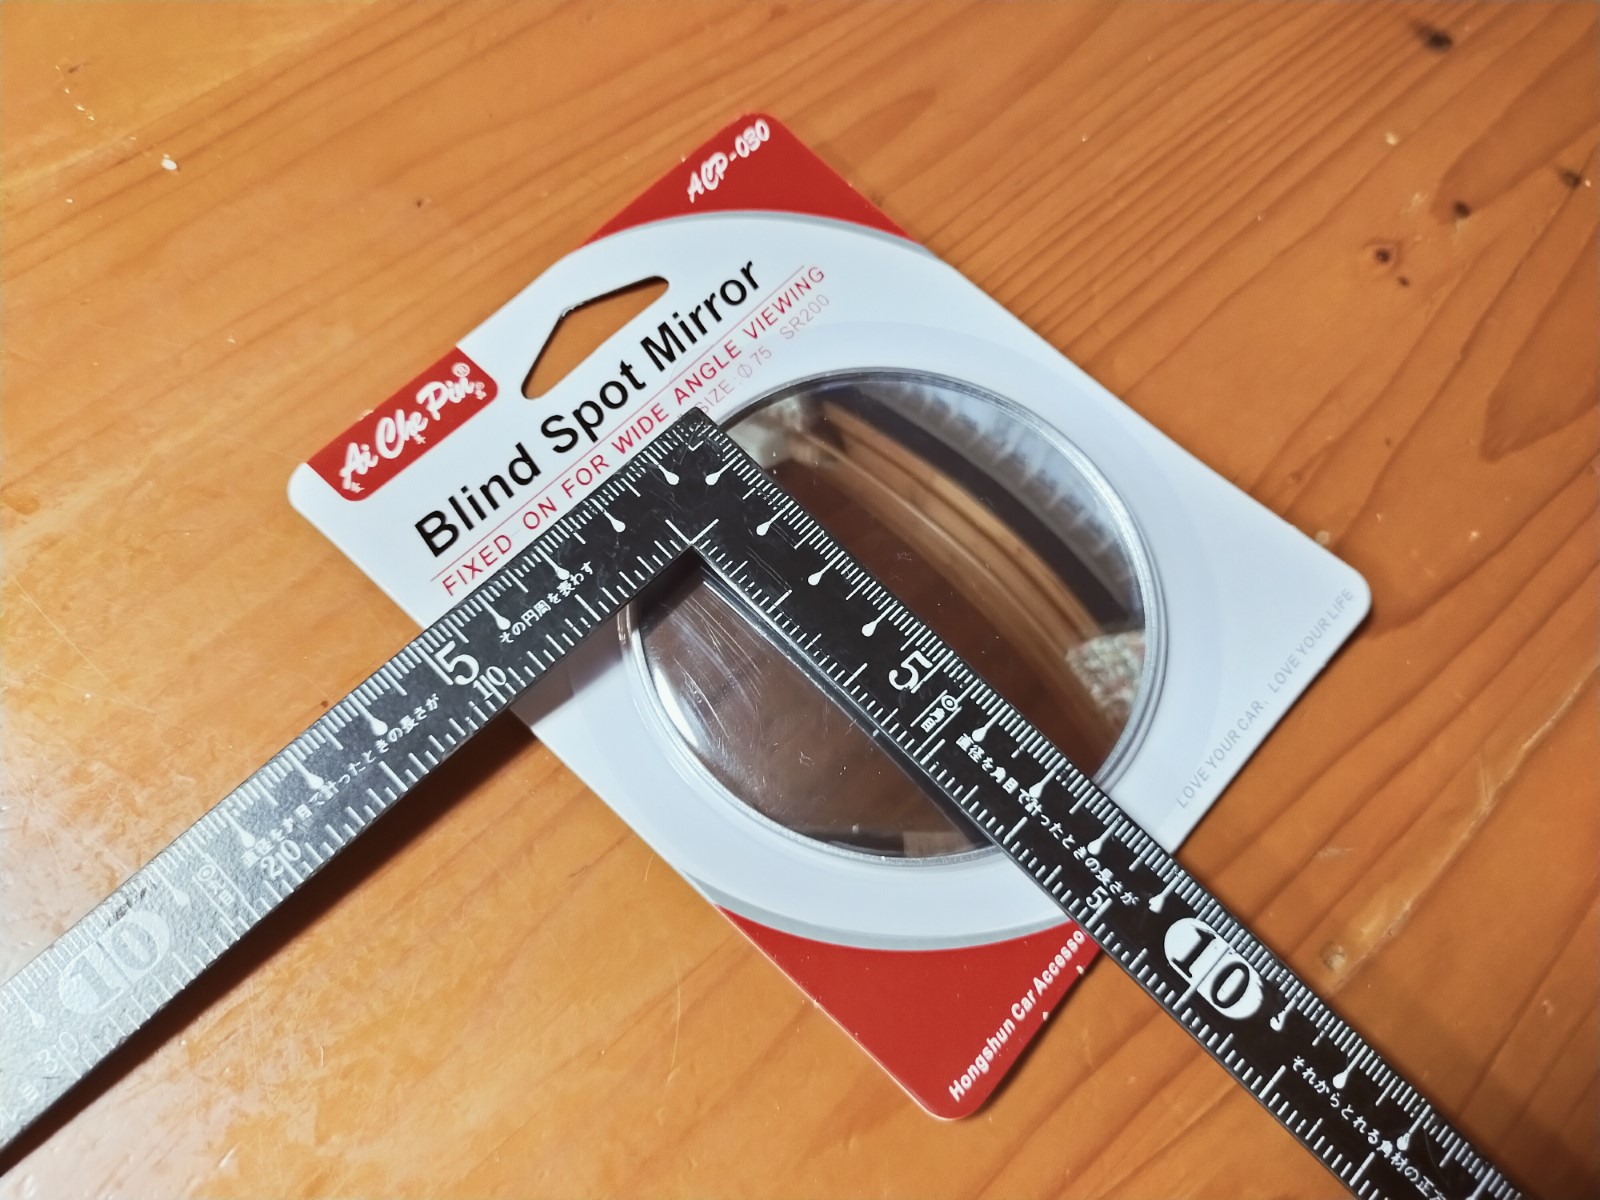 ACP-030
Ai Che Pin®
Blind Spot Mirror
FIXED ON FOR WIDE ANGLE VIEWING
SIZE: Φ75 SR200
LOVE YOUR CAR. LOVE YOUR LIFE
Hongshun Car Accesso
5
その円周を表わす
10
直径を丸目で計ったときの長さが
20
10
30
5
直径を角目で計ったときの長さが
5
10
それからとれる角材の正